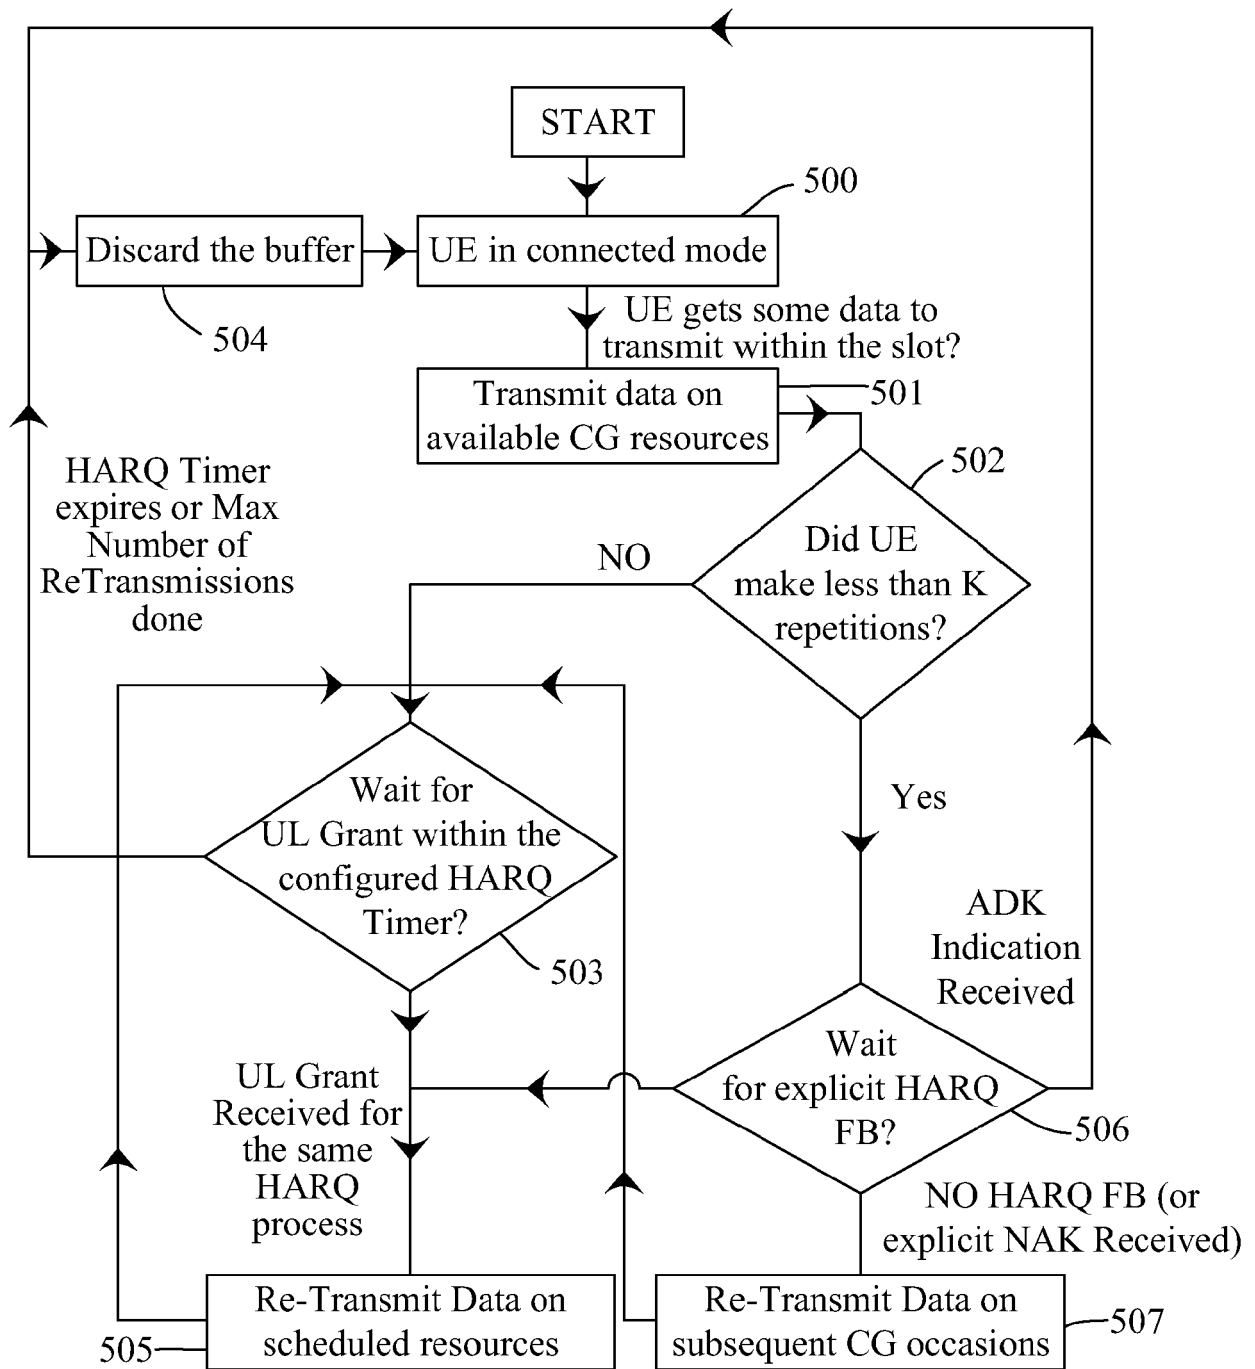 START
500
Discard the buffer
UE in connected mode
504
UE gets some data to
transmit within the slot?
501
Transmit data on
available CG resources
502
HARQ Timer
expires or Max
Number of
ReTransmissions
done
NO
Did UE
make less than K
repetitions?
Wait for
UL Grant within the
configured HARQ
Timer?
503
Yes
ADK
Indication
Received
UL Grant
Received for
the same
HARQ
process
Wait
for explicit HARQ
FB?
506
NO HARQ FB (or
explicit NAK Received)
Re-Transmit Data on
scheduled resources
505
Re-Transmit Data on
subsequent CG occasions
507